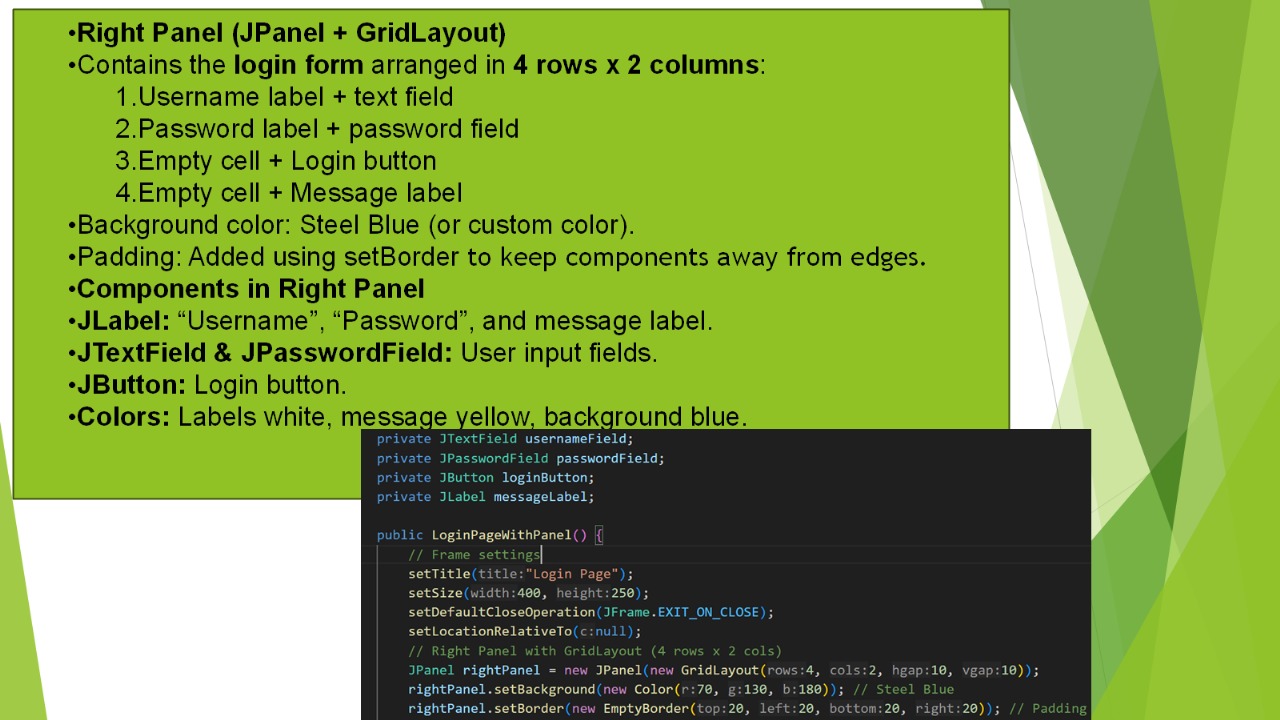 •Right Panel (JPanel + GridLayout)
•Contains the login form arranged in 4 rows x 2 columns:
1.Username label + text field
2.Password label + password field
3.Empty cell + Login button
4.Empty cell + Message label
•Background color: Steel Blue (or custom color).
•Padding: Added using setBorder to keep components away from edges.
•Components in Right Panel
•JLabel: “Username”, “Password”, and message label.
•JTextField & JPasswordField: User input fields.
•JButton: Login button.
•Colors: Labels white, message yellow, background blue.
private JTextField usernameField;
private JPasswordField passwordField;
private JButton loginButton;
private JLabel messageLabel;
public LoginPageWithPanel() {
// Frame settings
setTitle(title:"Login Page");
setSize(width:400, height:250);
setDefaultCloseOperation(JFrame.EXIT_ON_CLOSE);
setLocationRelativeTo(c:null);
// Right Panel with GridLayout (4 rows x 2 cols)
JPanel rightPanel = new JPanel(new GridLayout(rows:4, cols:2, hgap:10, vgap:10));
rightPanel.setBackground(new Color(r:70, g:130, b:180)); // Steel Blue
rightPanel.setBorder(new EmptyBorder(top:20, left:20, bottom:20, right:20)); // Padding